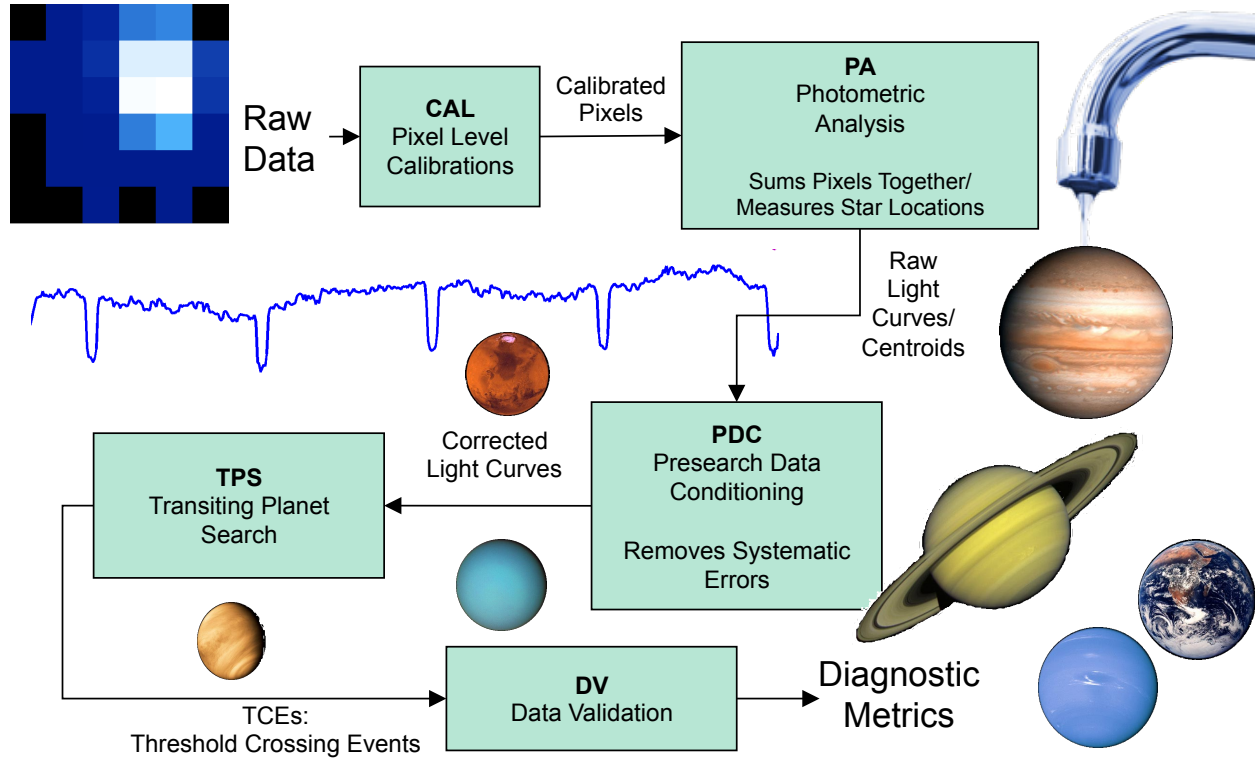 Raw
Data
CAL
Pixel Level
Calibrations
Calibrated
Pixels
PA
Photometric
Analysis
Sums Pixels Together/
Measures Star Locations
Raw
Light
Curves/
Centroids
PDC
Presearch Data
Conditioning
Removes Systematic
Errors
Corrected
Light Curves
TPS
Transiting Planet
Search
TCEs:
Threshold Crossing Events
DV
Data Validation
Diagnostic
Metrics